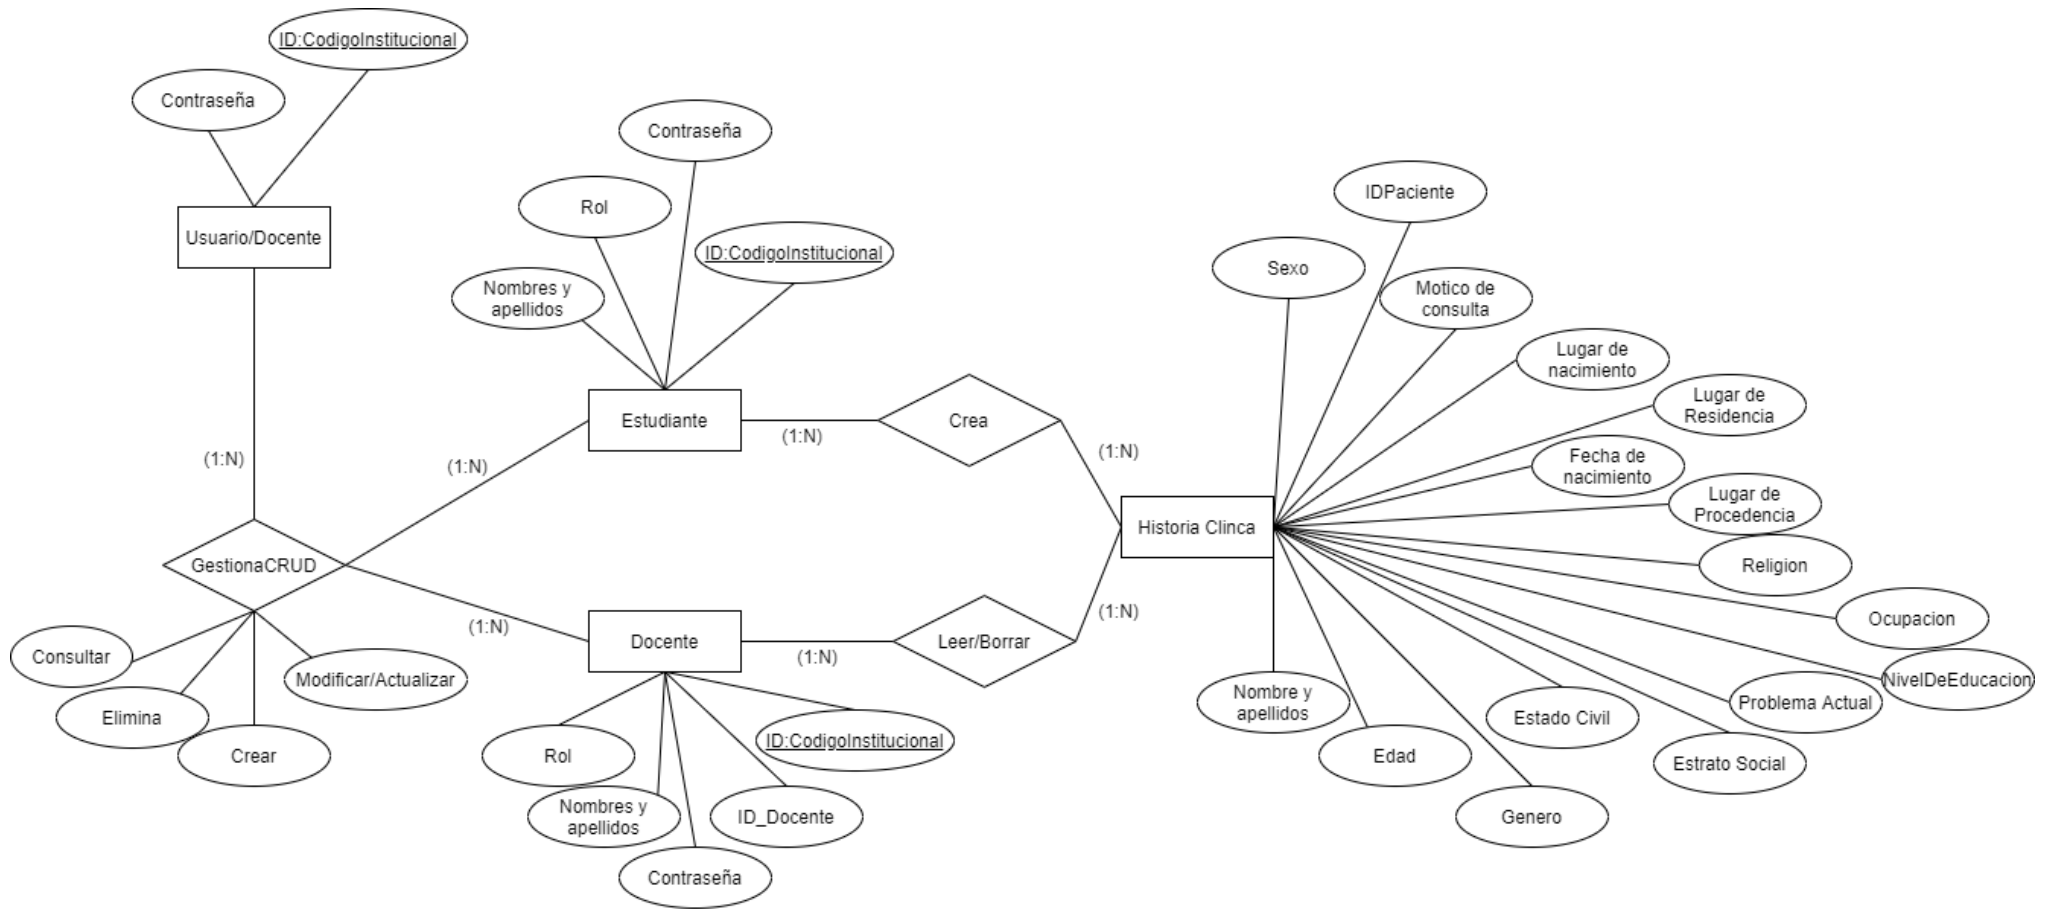 ID:CodigoInstitucional
Contraseña
Usuario/Docente
Contraseña
Rol
ID:CodigoInstitucional
Nombres y
apellidos
Estudiante
(1:N)
Crea
(1:N)
(1:N)
(1:N)
GestionaCRUD
(1:N)
Consultar
Elimina
Crear
Modificar/Actualizar
Docente
(1:N)
Leer/Borrar
(1:N)
Rol
Nombres y
apellidos
Contraseña
ID_Docente
ID:CodigoInstitucional
Historia Clinca
IDPaciente
Sexo
Motico de
consulta
Lugar de
nacimiento
Lugar de
Residencia
Fecha de
nacimiento
Lugar de
Procedencia
Religion
Ocupacion
NivelDeEducacion
Problema Actual
Estrato Social
Estado Civil
Genero
Edad
Nombre y
apellidos